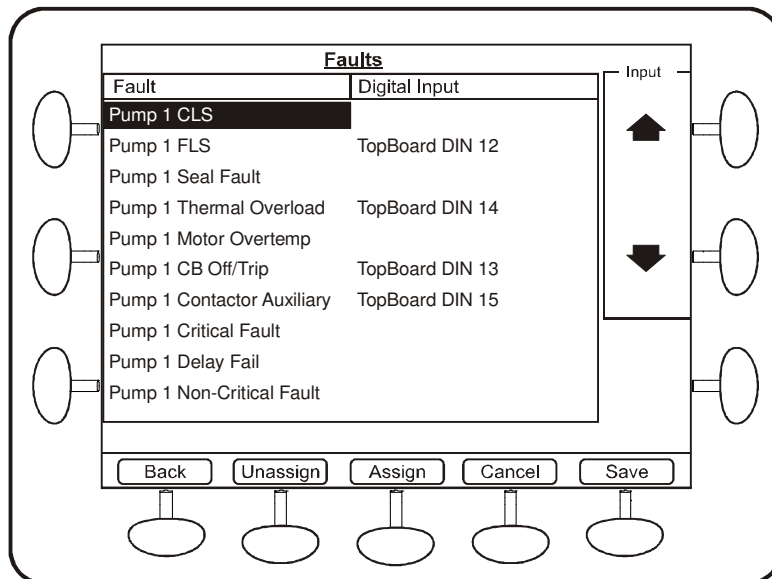 Faults
Input
Fault Digital Input
Pump 1 CLS
Pump 1 FLS TopBoard DIN 12
Pump 1 Seal Fault
Pump 1 Thermal Overload TopBoard DIN 14
Pump 1 Motor Overtemp
Pump 1 CB Off/Trip TopBoard DIN 13
Pump 1 Contactor Auxiliary TopBoard DIN 15
Pump 1 Critical Fault
Pump 1 Delay Fail
Pump 1 Non-Critical Fault
Back Unassign Assign Cancel Save